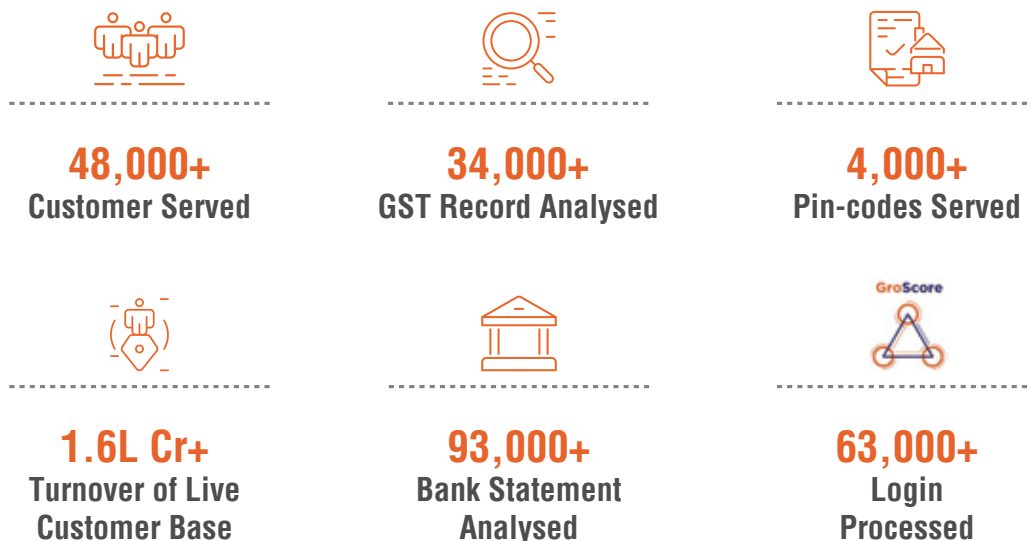 48,000+
Customer Served
34,000+
GST Record Analysed
4,000+
Pin-codes Served
1.6L Cr+
Turnover of Live
Customer Base
93,000+
Bank Statement
Analysed
GroScore
63,000+
Login
Processed